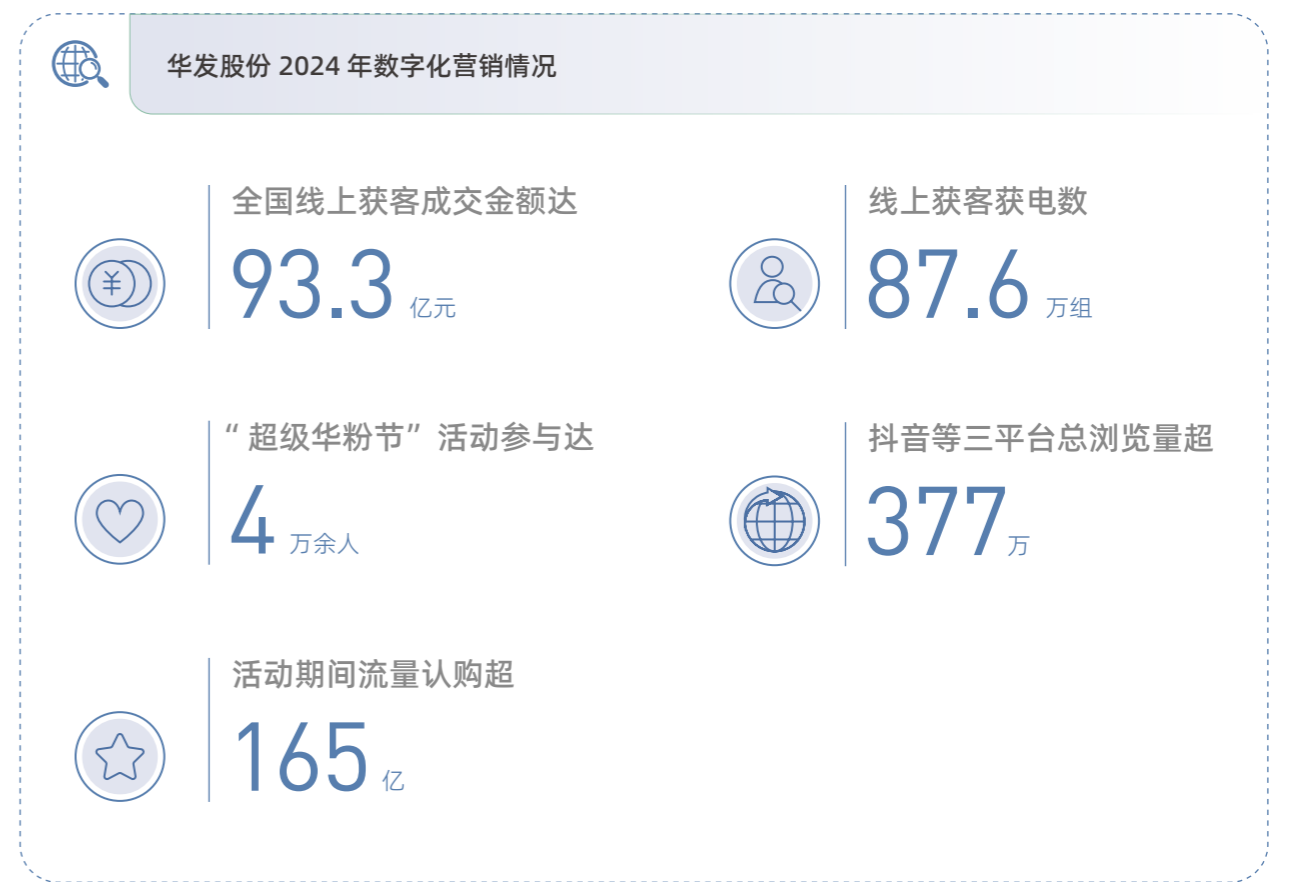 华发股份 2024 年数字化营销情况
全国线上获客成交金额达
93.3 亿元
线上获客获电数
87.6 万组
“超级华粉节”活动参与达
4 万余人
抖音等三平台总浏览量超
377 万
活动期间流量认购超
165 亿